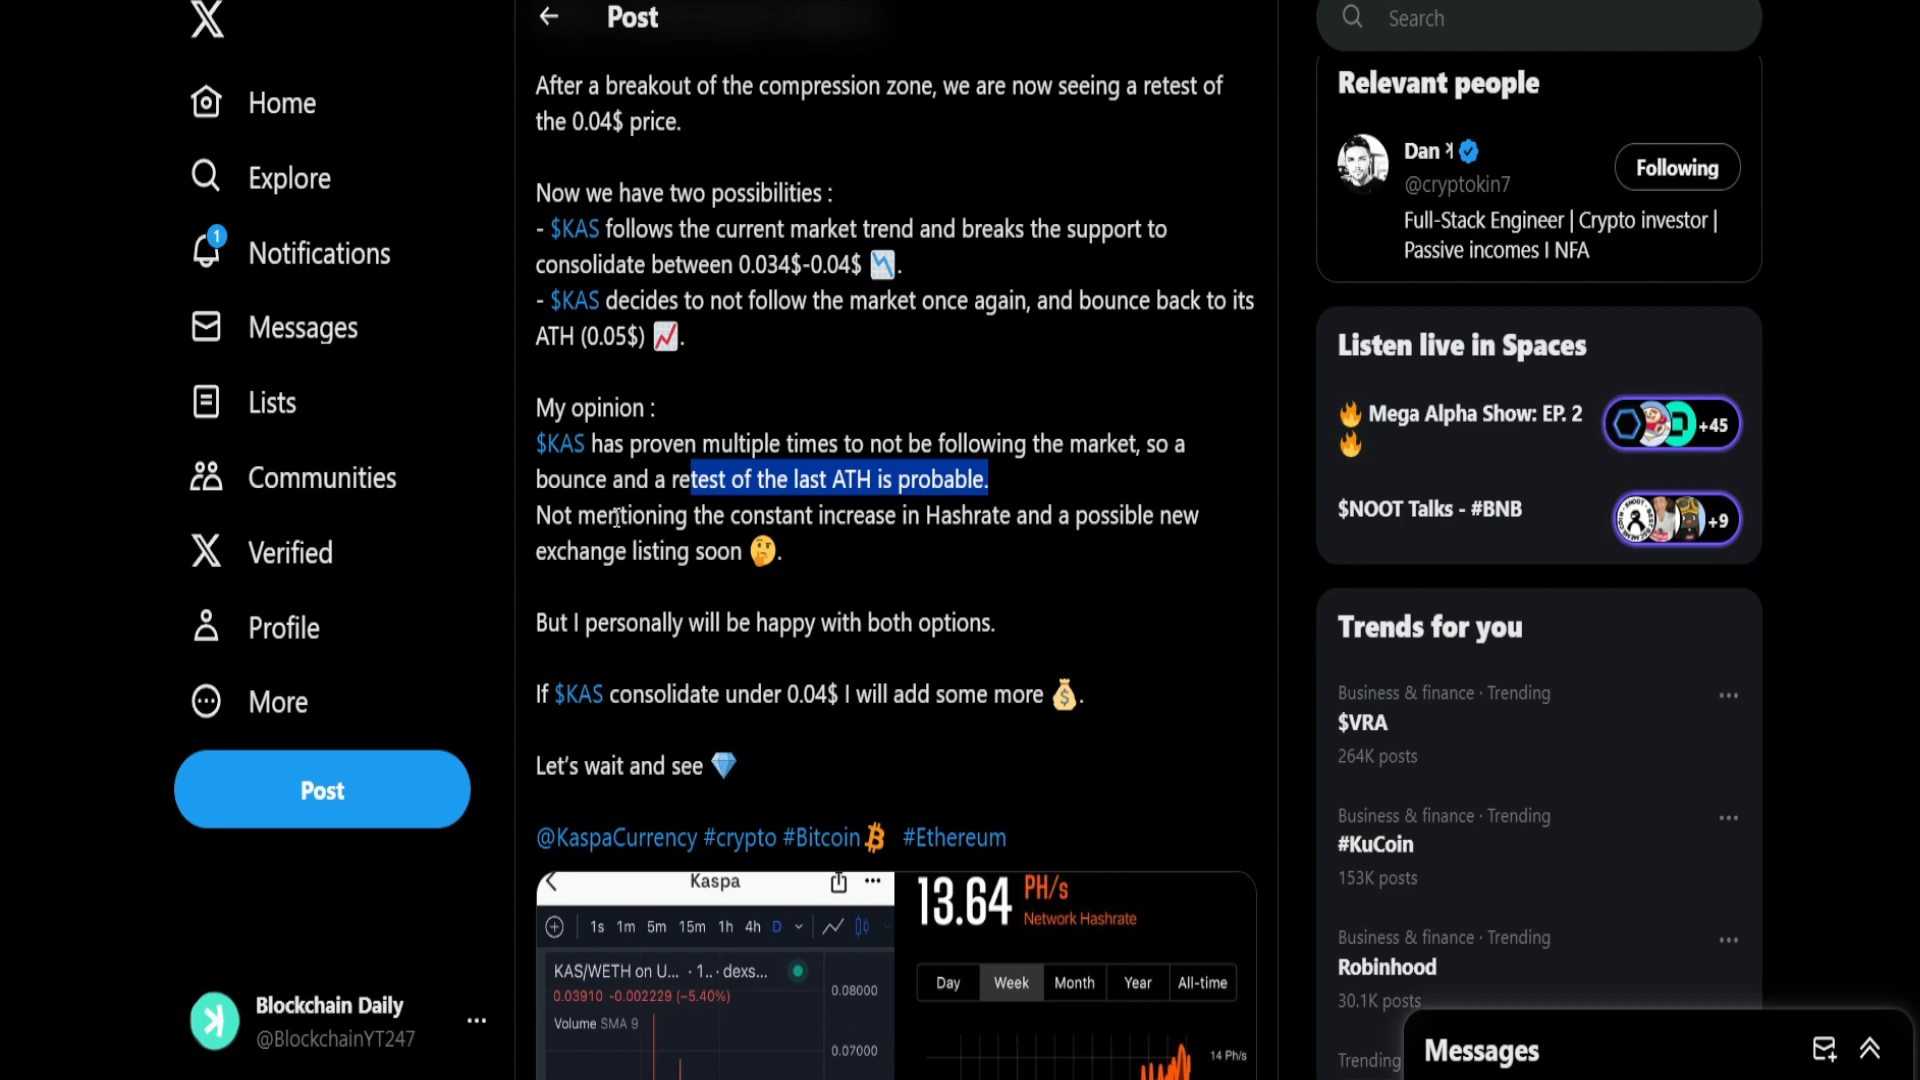 Home
Explore
1
Notifications
Messages
Lists
Communities
Verified
Profile
More
Post
Blockchain Daily
@BlockchainYT247
Post
After a breakout of the compression zone, we are now seeing a retest of
the 0.04$ price.
Now we have two possibilities :
- $KAS follows the current market trend and breaks the support to
consolidate between 0.034$-0.04$ 📉.
- $KAS decides to not follow the market once again, and bounce back to its
ATH (0.05$) 📈.
My opinion :
$KAS has proven multiple times to not be following the market, so a
bounce and a retest of the last ATH is probable.
Not mentioning the constant increase in Hashrate and a possible new
exchange listing soon 🤔.
But I personally will be happy with both options.
If $KAS consolidate under 0.04$ I will add some more 💰.
Let's wait and see 💎
@KaspaCurrency #crypto #Bitcoin #Ethereum
Kaspa
1s 1m 5m 15m 1h 4h D
KAS/WETH on U... · 1.. · dexs...
0.03910 -0.002229 (−5.40%)
Volume SMA 9
0.08000
0.07000
13.64 PH/s
Network Hashrate
Day Week Month Year All-time
14 Ph/s
Search
Relevant people
Dan
@cryptokin7
Following
Full-Stack Engineer | Crypto investor |
Passive incomes I NFA
Listen live in Spaces
🔥 Mega Alpha Show: EP. 2
🔥
+45
$NOOT Talks - #BNB
+9
Trends for you
Business & finance · Trending
$VRA
264K posts
Business & finance · Trending
#KuCoin
153K posts
Business & finance · Trending
Robinhood
30.1K posts
Trending
Messages